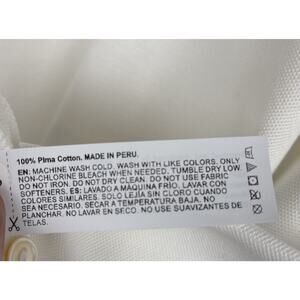 100% Pima Cotton. MADE IN PERU.
EN: MACHINE WASH COLD. WASH WITH LIKE COLORS. ONLY
NON-CHLORINE BLEACH WHEN NEEDED. TUMBLE DRY LOW.
DO NOT IRON. DO NOT DRY CLEAN. DO NOT USE FABRIC
SOFTENERS. ES: LAVADO A MÁQUINA FRÍO. LAVAR CON
COLORES SIMILARES. SOLO LEJÍA SIN CLORO CUANDO
SEA NECESARIO. SECAR A TEMPERATURA BAJA. NO
PLANCHAR. NO LAVAR EN SECO. NO USE SUAVIZANTES DE
TELAS.